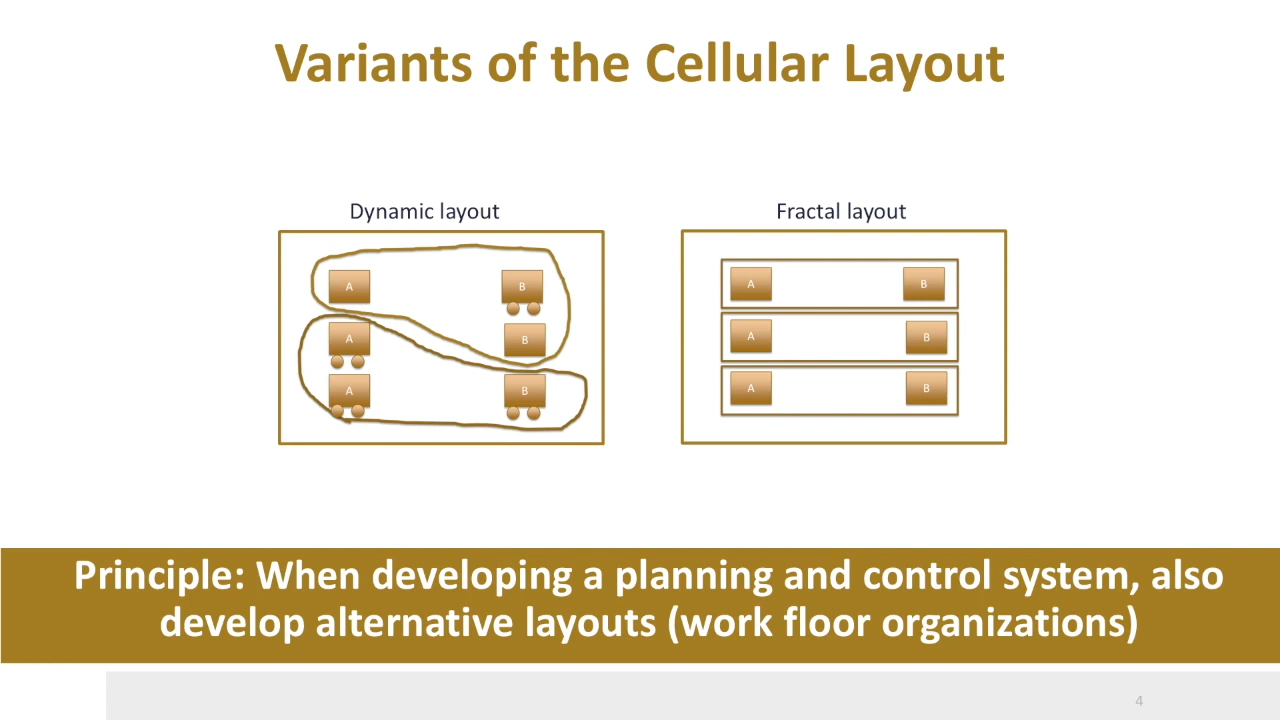 Variants of the Cellular Layout
Dynamic layout
A
B
A
B
A
B
Fractal layout
A
B
A
B
A
B
Principle: When developing a planning and control system, also
develop alternative layouts (work floor organizations)
4